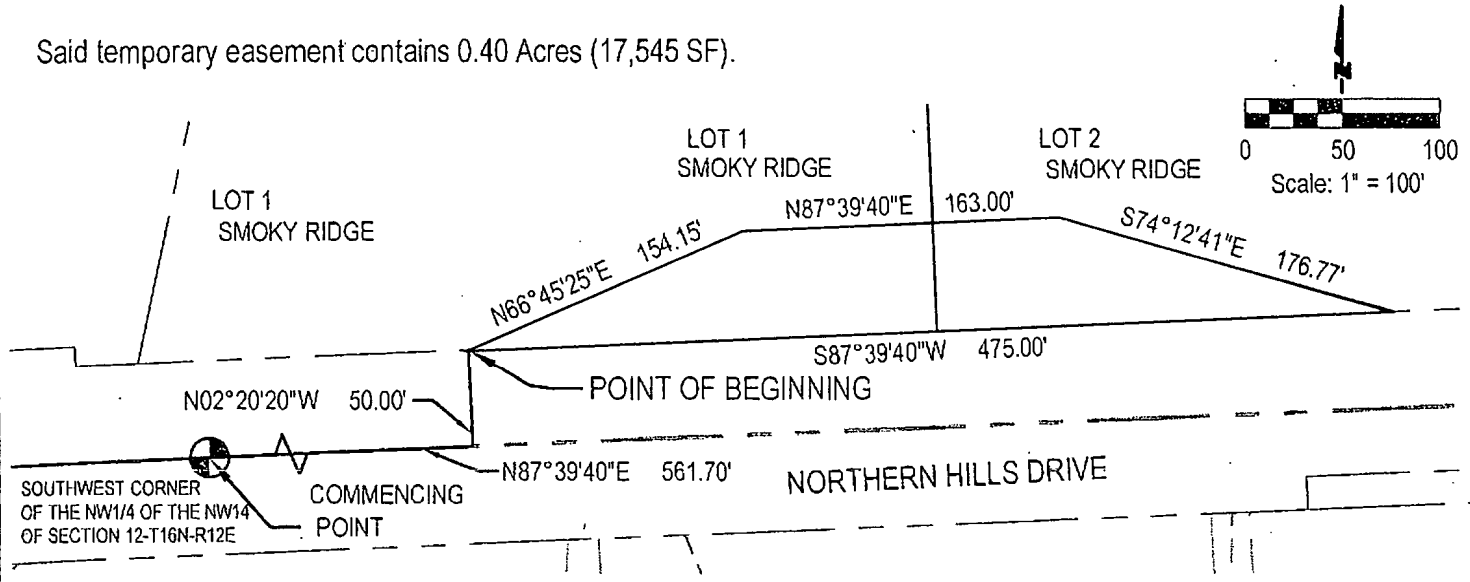 Said temporary easement contains 0.40 Acres (17,545 SF).
N
0 50 100
Scale: 1" = 100'
LOT 1
SMOKY RIDGE
LOT 1
SMOKY RIDGE
LOT 2
SMOKY RIDGE
N66°45'25"E 154.15'
N87°39'40"E 163.00'
S74°12'41"E 176.77'
S87°39'40"W 475.00'
POINT OF BEGINNING
N02°20'20"W 50.00'
N87°39'40"E 561.70'
NORTHERN HILLS DRIVE
SOUTHWEST CORNER
OF THE NW1/4 OF THE NW14
OF SECTION 12-T16N-R12E
COMMENCING
POINT